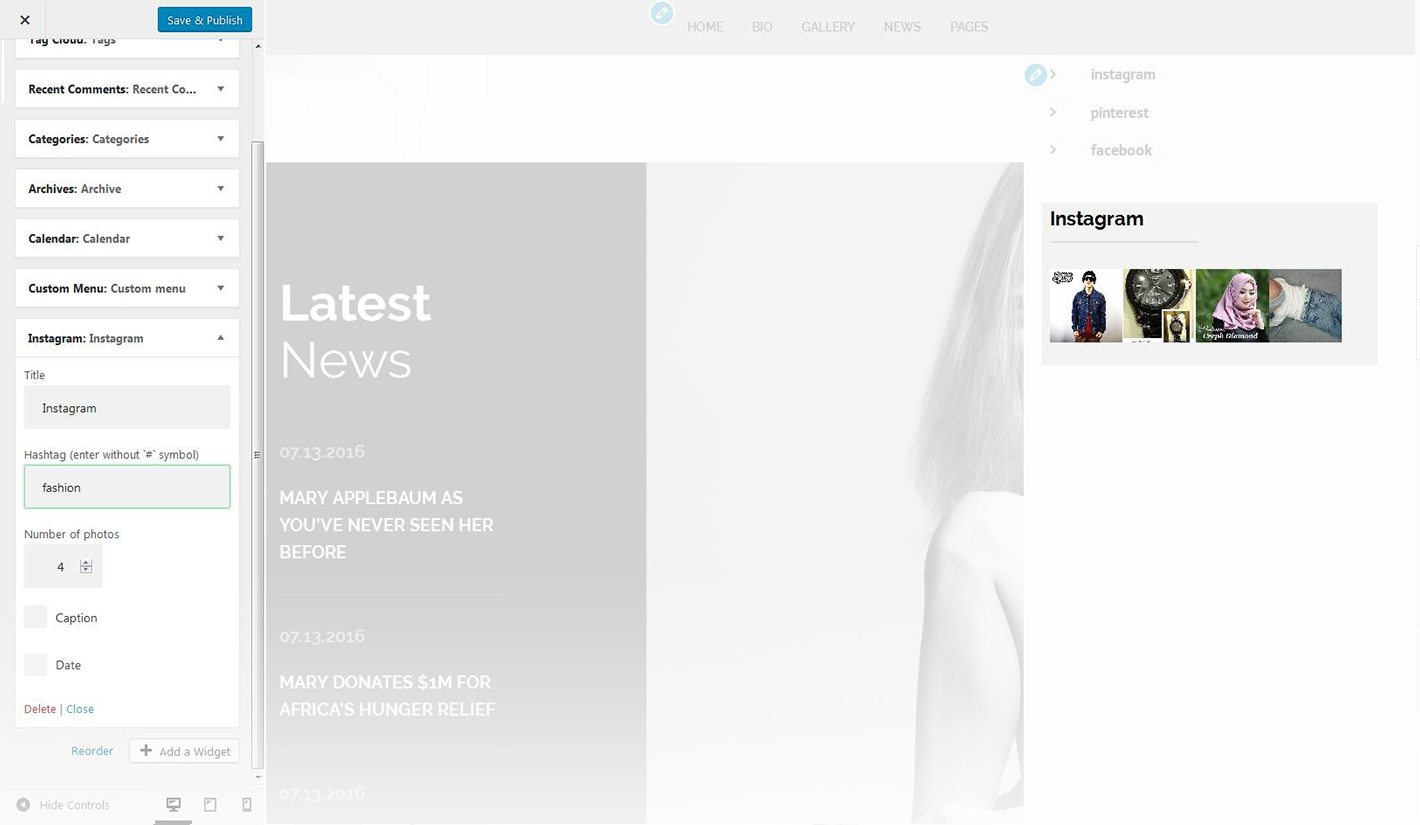 Save & Publish
Tag Cloud: Tags
Recent Comments: Recent Co...
Categories: Categories
Archives: Archive
Calendar: Calendar
Custom Menu: Custom menu
Instagram: Instagram
Title
Instagram
Hashtag (enter without `#` symbol)
fashion
Number of photos
4
Caption
Date
Delete | Close
Reorder
Add a Widget
Hide Controls
HOME BIO GALLERY NEWS PAGES
Latest
News
07.13.2016
MARY APPLEBAUM AS
YOU'VE NEVER SEEN HER
BEFORE
07.13.2016
MARY DONATES $1M FOR
AFRICA'S HUNGER RELIEF
07.13.2016
instagram
pinterest
facebook
Instagram
Creph Diamond